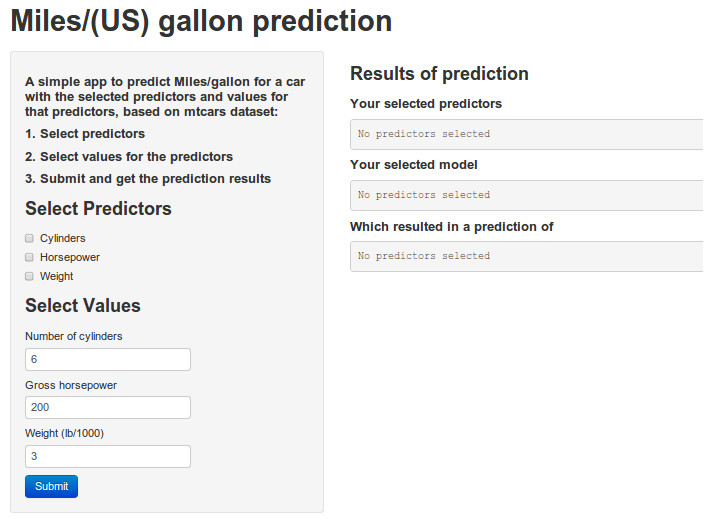 Miles/(US) gallon prediction
A simple app to predict Miles/gallon for a car
with the selected predictors and values for
that predictors, based on mtcars dataset:
1. Select predictors
2. Select values for the predictors
3. Submit and get the prediction results
Select Predictors
Cylinders
Horsepower
Weight
Select Values
Number of cylinders
6
Gross horsepower
200
Weight (lb/1000)
3
Submit
Results of prediction
Your selected predictors
No predictors selected
Your selected model
No predictors selected
Which resulted in a prediction of
No predictors selected